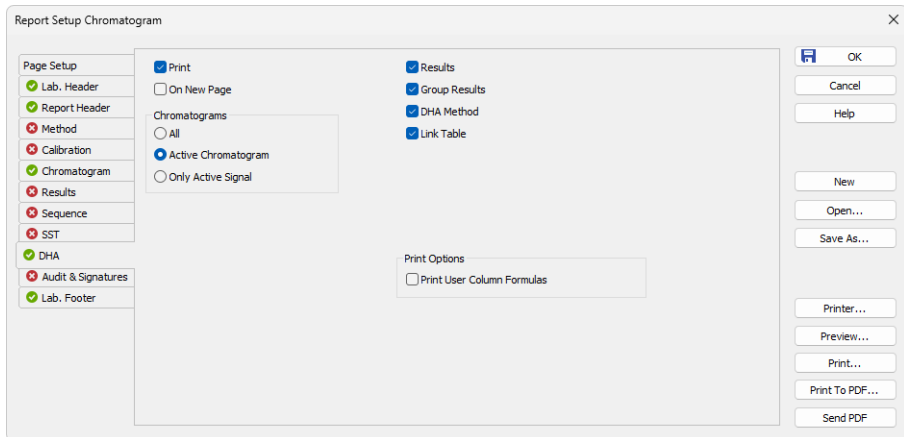 Report Setup Chromatogram
Page Setup
Lab. Header
Report Header
Method
Calibration
Chromatogram
Results
Sequence
SST
DHA
Audit & Signatures
Lab. Footer
Print
On New Page
Chromatograms
All
Active Chromatogram
Only Active Signal
Results
Group Results
DHA Method
Link Table
Print Options
Print User Column Formulas
OK
Cancel
Help
New
Open...
Save As...
Printer...
Preview...
Print...
Print To PDF...
Send PDF